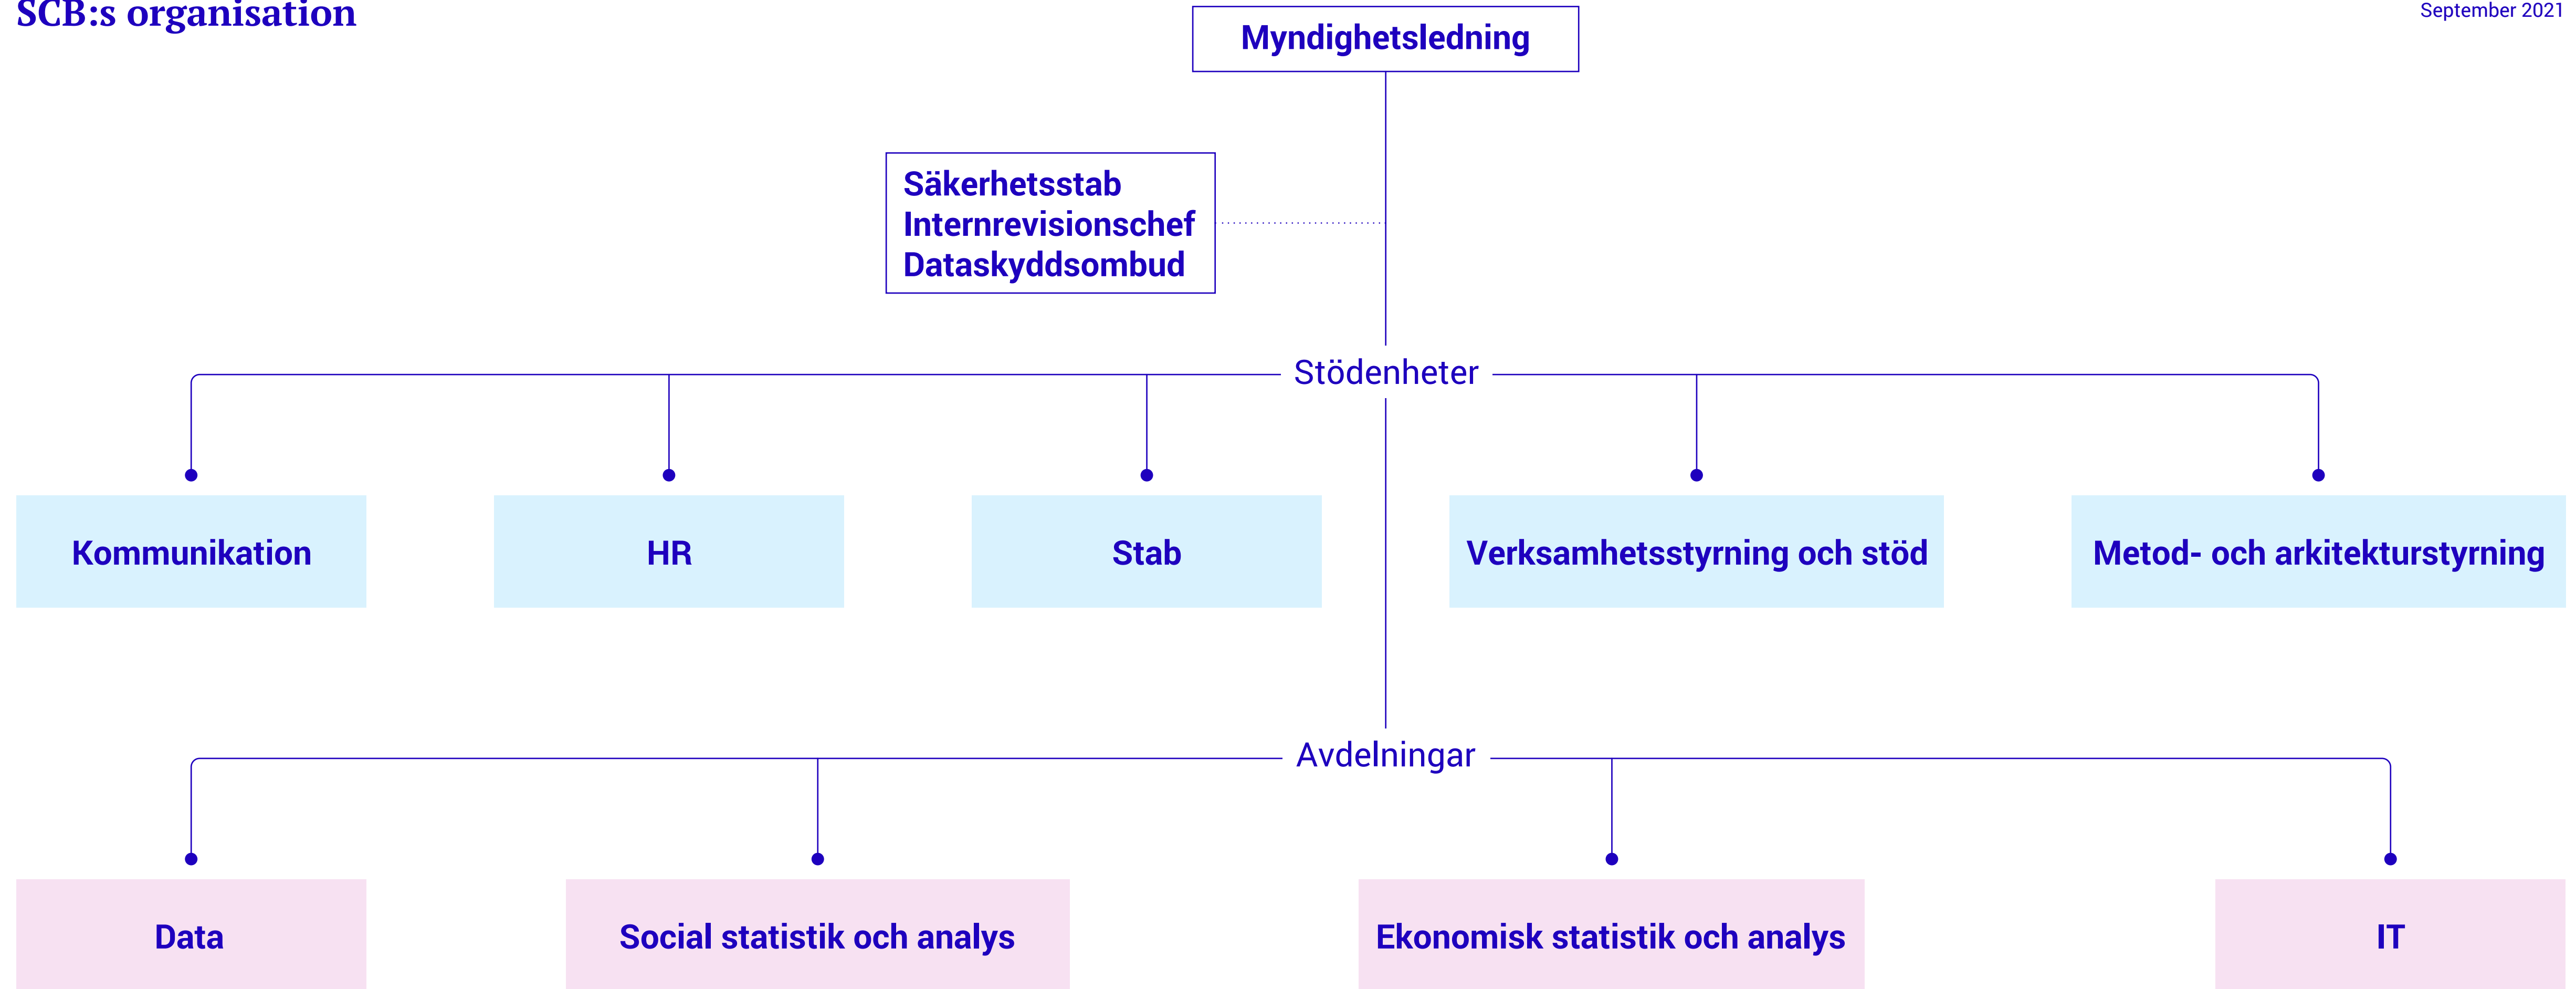 SCB:s organisation
September 2021
Myndighetsledning
Säkerhetsstab
Internrevisionschef
Dataskyddsombud
Stödenheter
Kommunikation
HR
Stab
Verksamhetsstyrning och stöd
Metod- och arkitekturstyrning
Avdelningar
Data
Social statistik och analys
Ekonomisk statistik och analys
IT